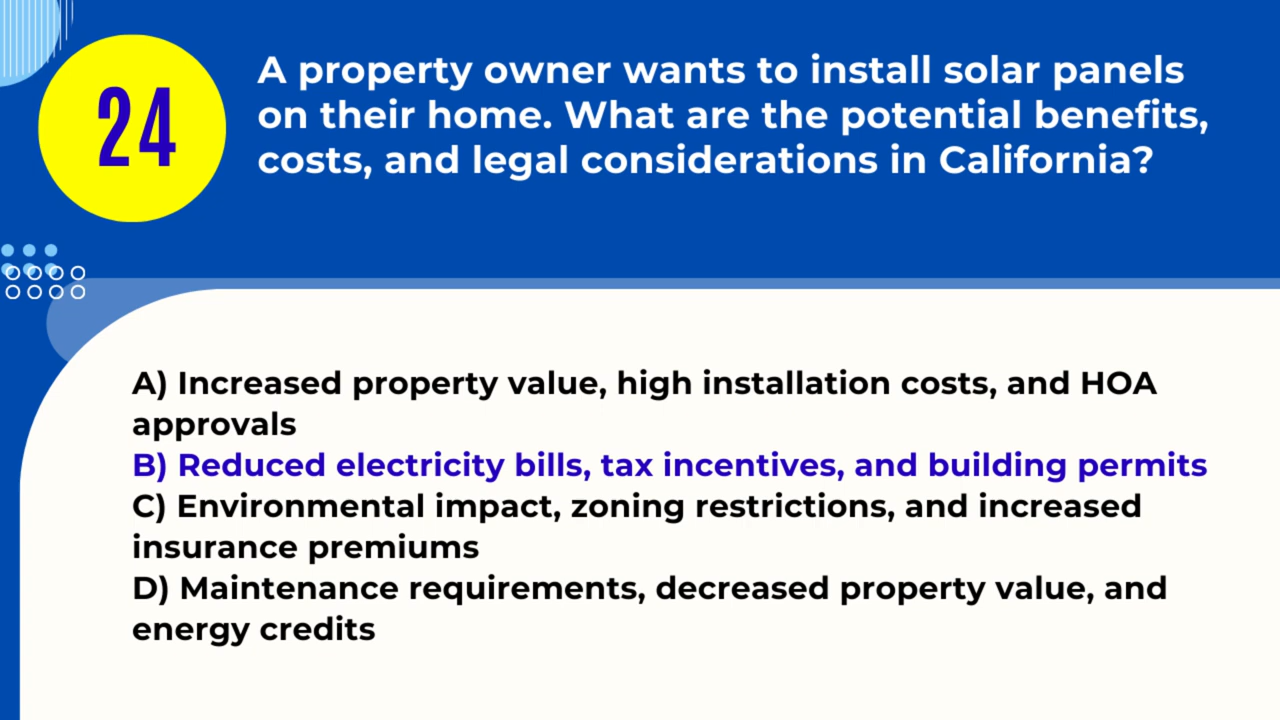 24
A property owner wants to install solar panels
on their home. What are the potential benefits,
costs, and legal considerations in California?
A) Increased property value, high installation costs, and HOA
approvals
B) Reduced electricity bills, tax incentives, and building permits
C) Environmental impact, zoning restrictions, and increased
insurance premiums
D) Maintenance requirements, decreased property value, and
energy credits